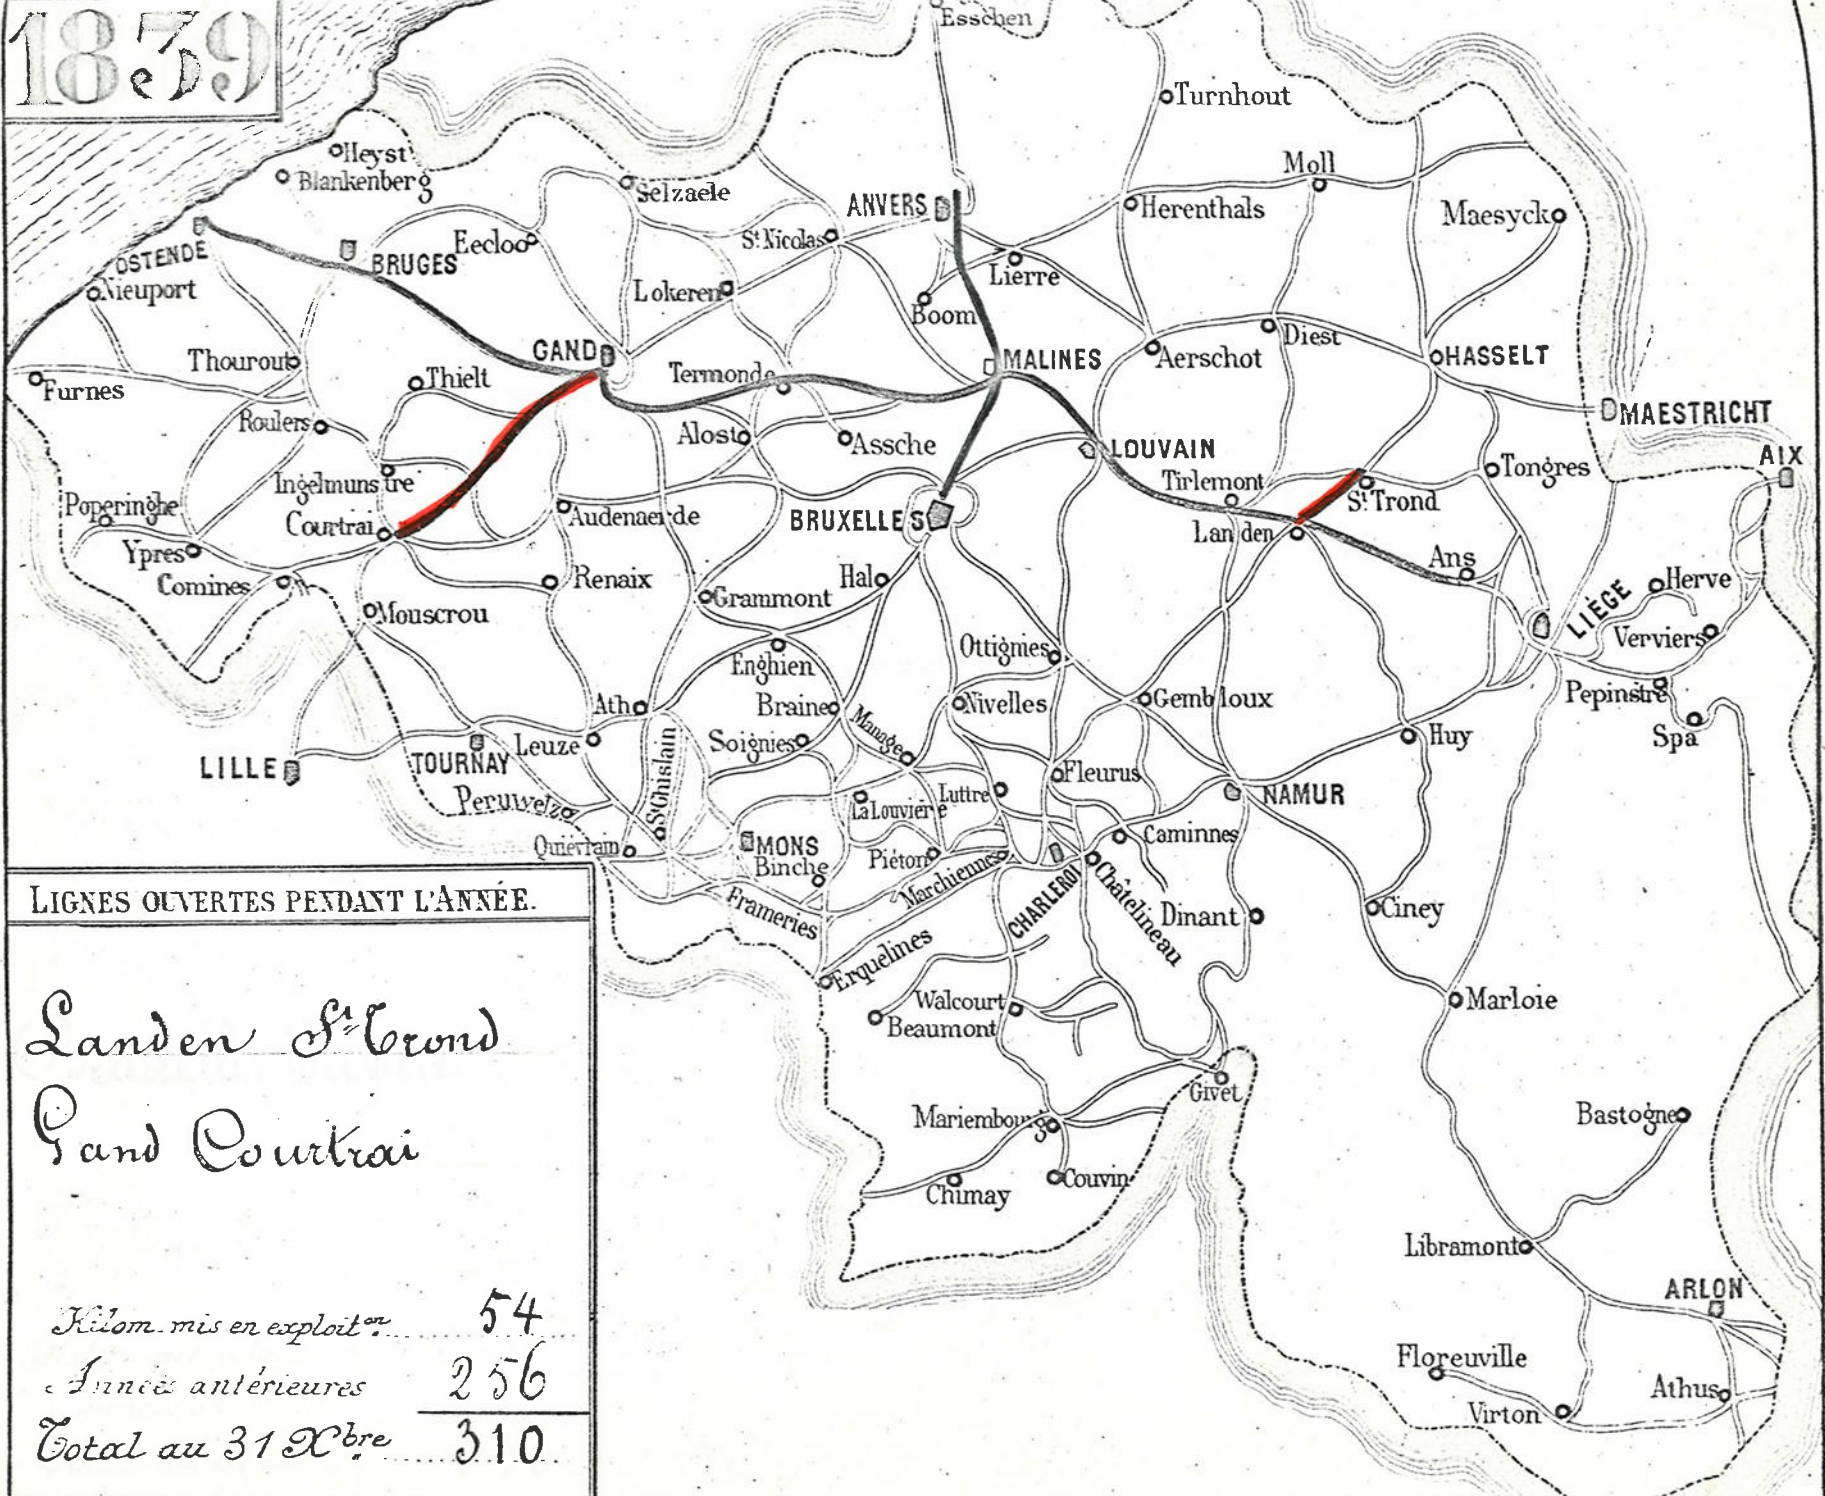 1839
Esschen
Turnhout
Heyst
Blankenberg
Selzaele
Moll
ANVERS
Herenthals
Maesyck
Eecloo
St. Nicolas
OSTENDE
BRUGES
Lierre
Nieuport
Lokeren
Boom
GAND
MALINES
Aerschot
Diest
HASSELT
Thourout
Thielt
Termonde
Furnes
MAESTRICHT
Roulers
Alost
Assche
LOUVAIN
AIX
Tongres
Ingelmunstre
Tirlemont
St. Trond
Poperinghe
Courtrai
Audenaerde
BRUXELLES
Landen
Ypres
Ans
Comines
Renaix
Hal
Grammont
LIÉGE
Herve
Mouscrou
Verviers
Enghien
Ottignies
Pepinstre
Ath
Braine
Nivelles
Gembloux
Spa
Manage
Huy
LILLE
TOURNAY
Leuze
Soignies
St Ghislain
Fleurus
Peruwelz
La Louvière
Luttre
NAMUR
Quiévrain
MONS
Caminnes
Binche
Piéton
Marchiennes
CHARLEROI
Châtelineau
Frameries
Dinant
Ciney
Erquelines
Walcourt
Beaumont
Marloie
Givet
Mariembourg
Bastogne
Chimay
Couvin
Libramont
ARLON
Floreuville
Athus
Virton
LIGNES OUVERTES PENDANT L'ANNÉE.
Landen St. Trond
Gand Courtrai
Kilom. mis en exploiton 54
Années antérieures 256
Total au 31 Xbre 310